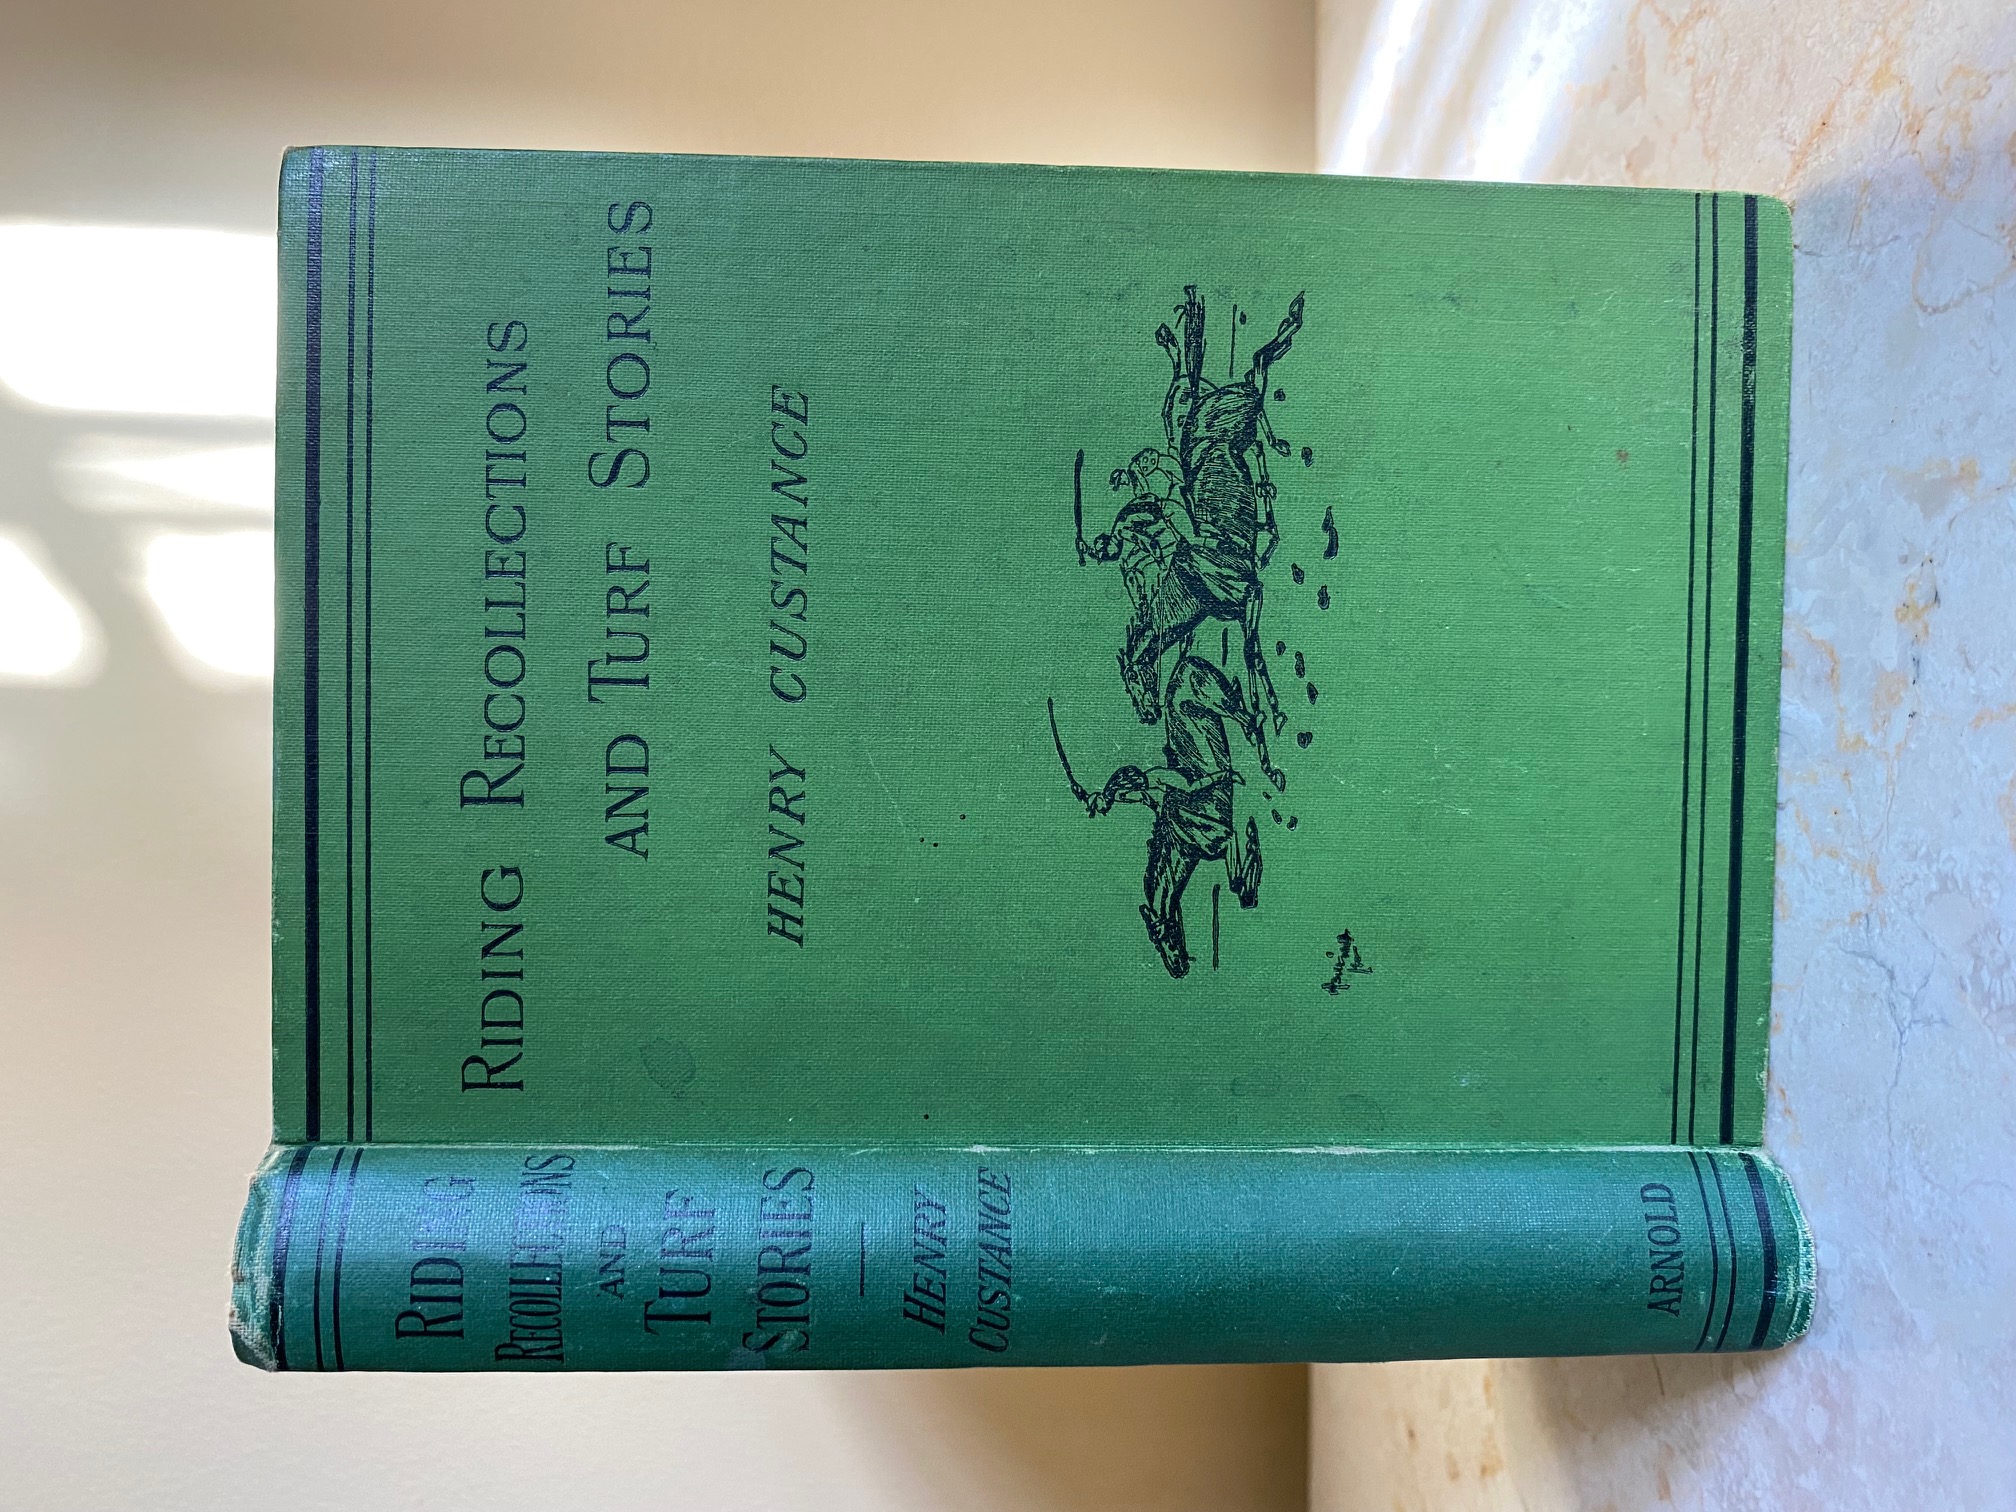 RIDING RECOLLECTIONS
AND TURF STORIES
HENRY CUSTANCE
RIDING
RECOLLECTIONS
AND
TURF
STORIES
HENRY
CUSTANCE
ARNOLD